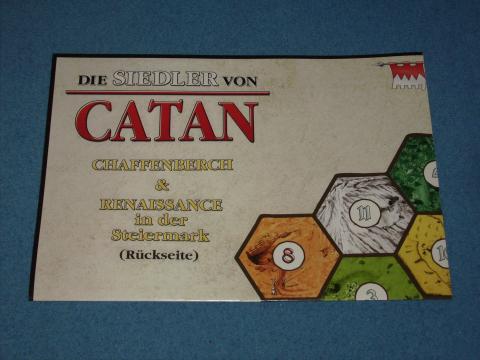 DIE SIEDLER VON
CATAN
CHAFFENBERCH
&
RENAISSANCE
in der
Steiermark
(Rückseite)
11
8
3